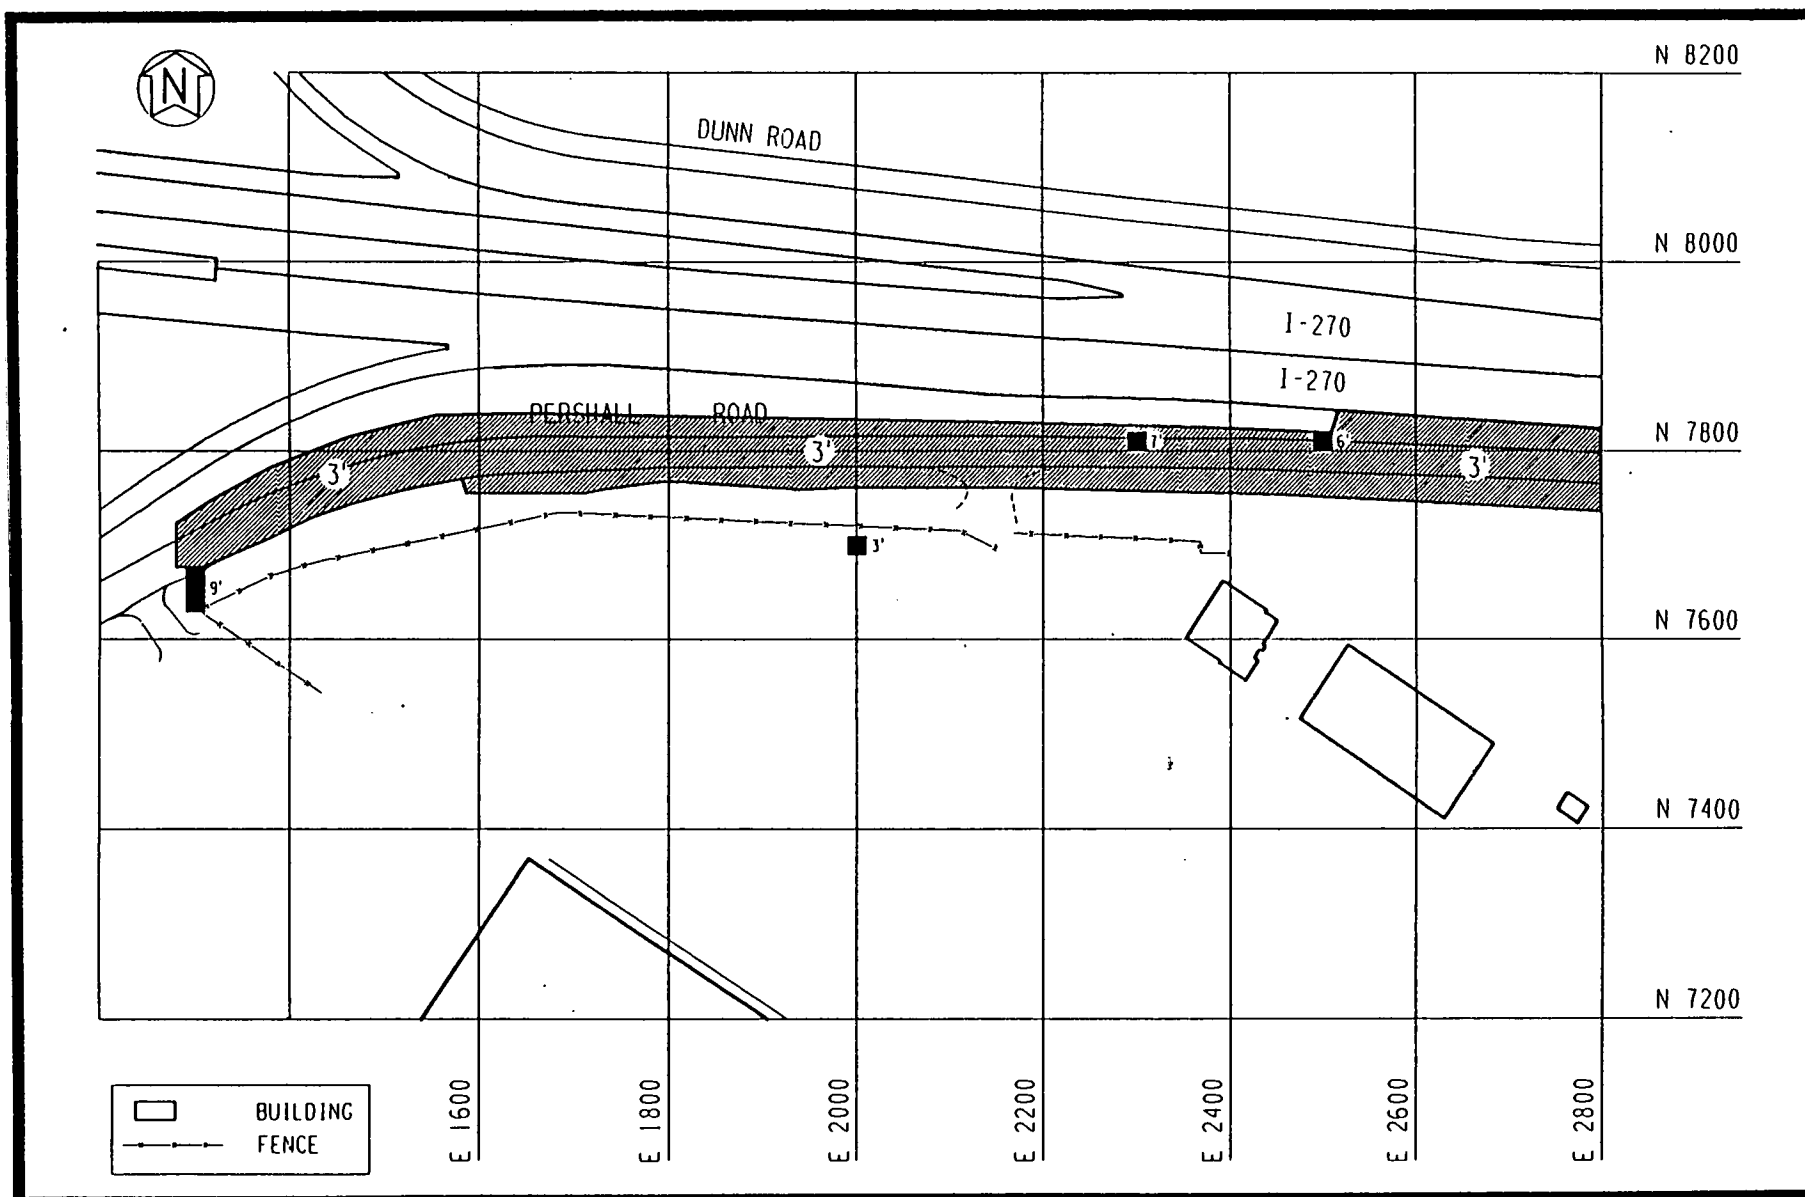 N
N 8200
DUNN ROAD
N 8000
I-270
I-270
PERSHALL ROAD
N 7800
3'
3'
7'
6'
3'
3'
9'
N 7600
N 7400
N 7200
E 1600
E 1800
E 2000
E 2200
E 2400
E 2600
E 2800
BUILDING
FENCE